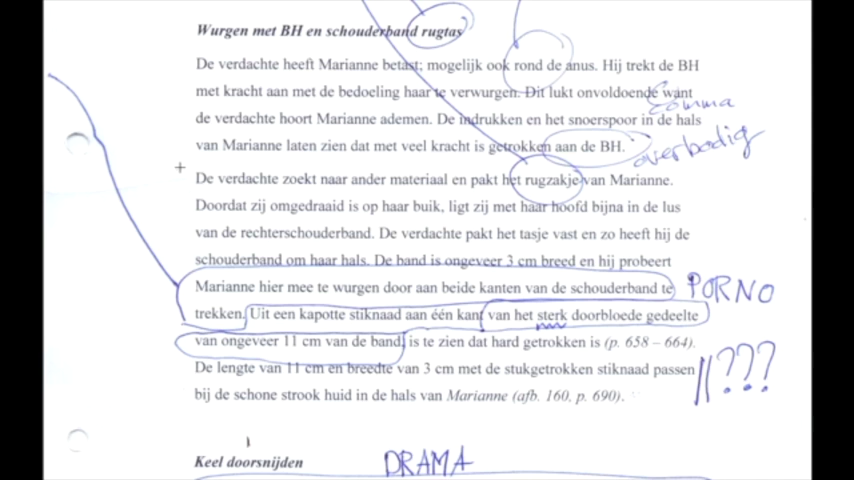 Wurgen met BH en schouderband rugtas
De verdachte heeft Marianne betast; mogelijk ook rond de anus. Hij trekt de BH
met kracht aan met de bedoeling haar te verwurgen. Dit lukt onvoldoende want
de verdachte hoort Marianne ademen. De indrukken en het snoerspoor in de hals
van Marianne laten zien dat met veel kracht is getrokken aan de BH.
overbodig
De verdachte zoekt naar ander materiaal en pakt het rugzakje van Marianne.
Doordat zij omgedraaid is op haar buik, ligt zij met haar hoofd bijna in de lus
van de rechterschouderband. De verdachte pakt het tasje vast en zo heeft hij de
schouderband om haar hals. De band is ongeveer 3 cm breed en hij probeert
Marianne hier mee te wurgen door aan beide kanten van de schouderband te
PORNO
trekken. Uit een kapotte stiknaad aan één kant van het sterk doorbloede gedeelte
van ongeveer 11 cm van de band, is te zien dat hard getrokken is (p. 658 – 664).
De lengte van 11 cm en breedte van 3 cm met de stukgetrokken stiknaad passen
???
bij de schone strook huid in de hals van Marianne (afb. 160, p. 690).
Keel doorsnijden
DRAMA